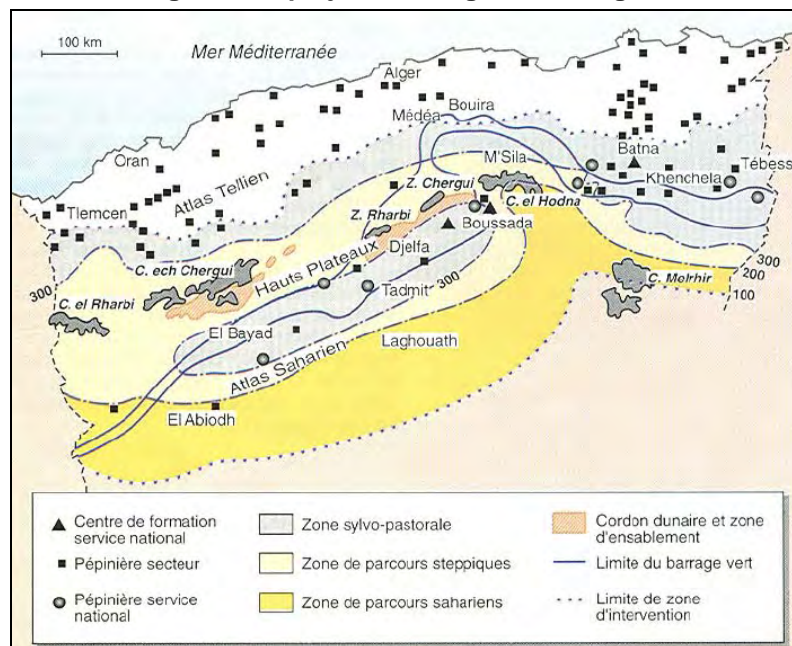 100 km
Mer Méditerranée
Alger
Bouira
Médéa
Oran
Batna
Tébess
M'Sila
Khenchela
Atlas Tellien
Z. Chergui
C. el Hodna
Tlemcen
Z. Rharbi
Boussada
Djelfa
Hauts Plateaux
C. ech Chergui
300
300
200
100
C. Melrhir
300
C. el Rharbi
Tadmit
El Bayad
Laghouath
Atlas Saharien
El Abiodh
Centre de formation
service national
Pépinière secteur
Pépinière service
national
Zone sylvo-pastorale
Zone de parcours steppiques
Zone de parcours sahariens
Cordon dunaire et zone
d'ensablement
Limite du barrage vert
Limite de zone
d'intervention